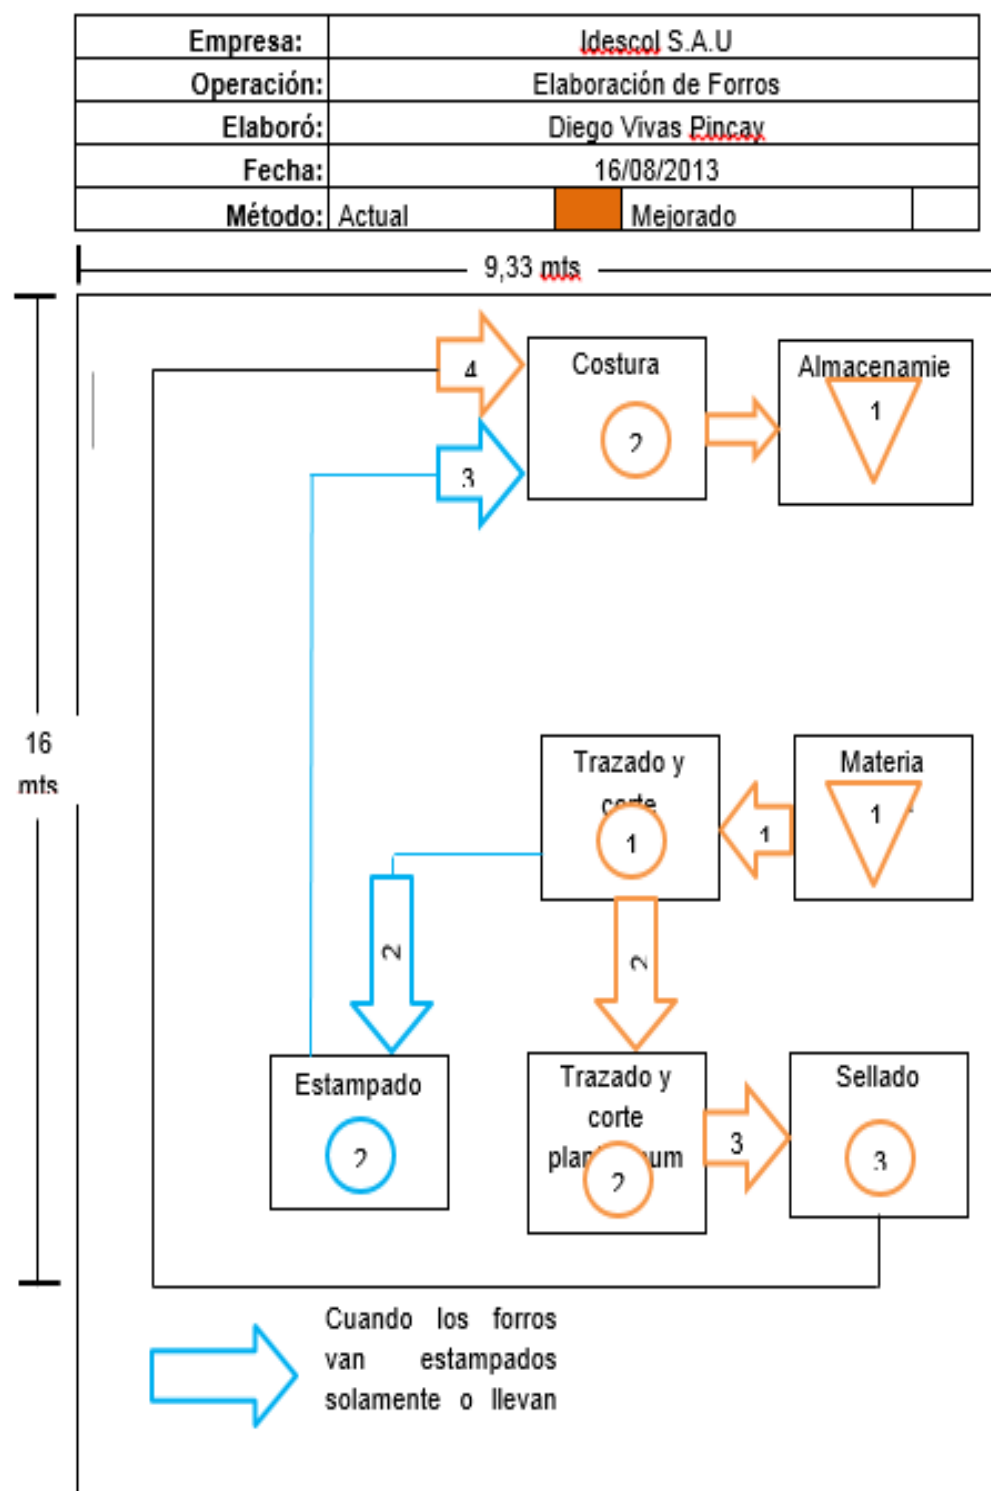 Empresa: Idescol S.A.U
Operación: Elaboración de Forros
Elaboró: Diego Vivas Pincay
Fecha: 16/08/2013
Método: Actual Mejorado
9,33 mts
4
Costura
2
Almacenamie
1
3
16
mts
Trazado y
corte
1
Materia
1
1
2
2
Estampado
2
Trazado y
corte
2
3
Sellado
3
Cuando los forros
van estampados
solamente o llevan